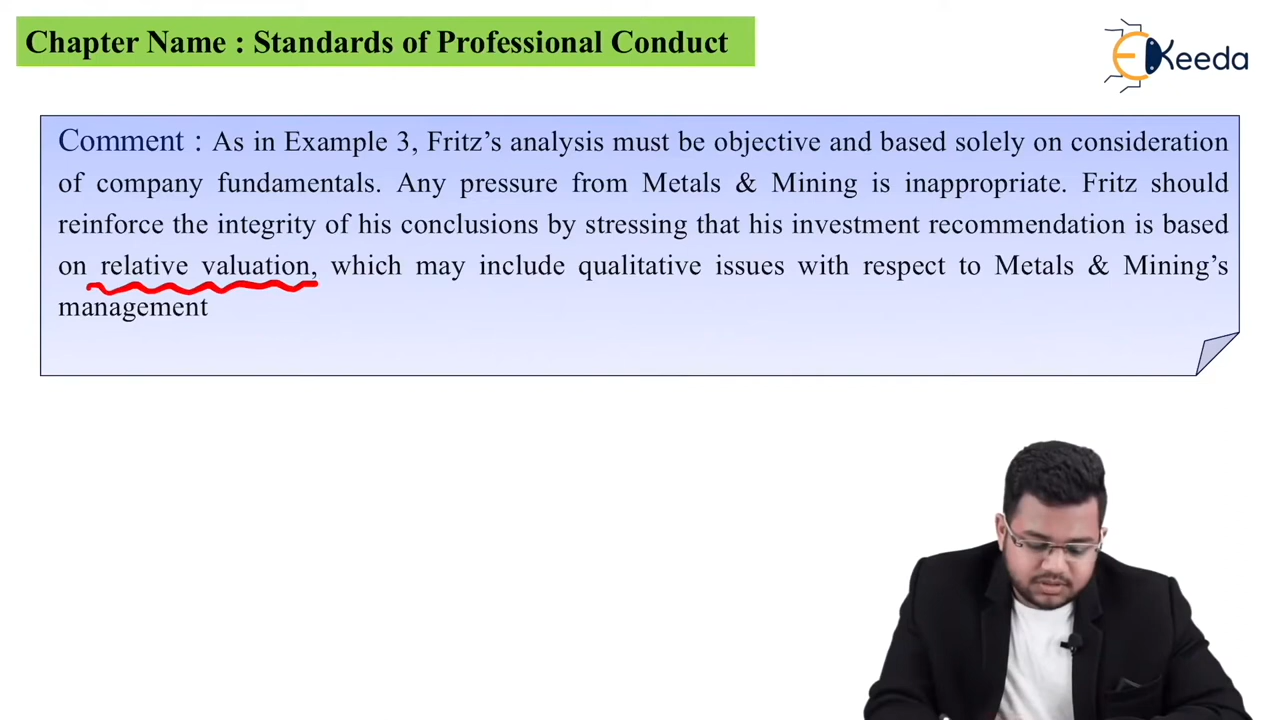 Chapter Name : Standards of Professional Conduct
EKeeda
Comment : As in Example 3, Fritz's analysis must be objective and based solely on consideration
of company fundamentals. Any pressure from Metals & Mining is inappropriate. Fritz should
reinforce the integrity of his conclusions by stressing that his investment recommendation is based
on relative valuation, which may include qualitative issues with respect to Metals & Mining's
management